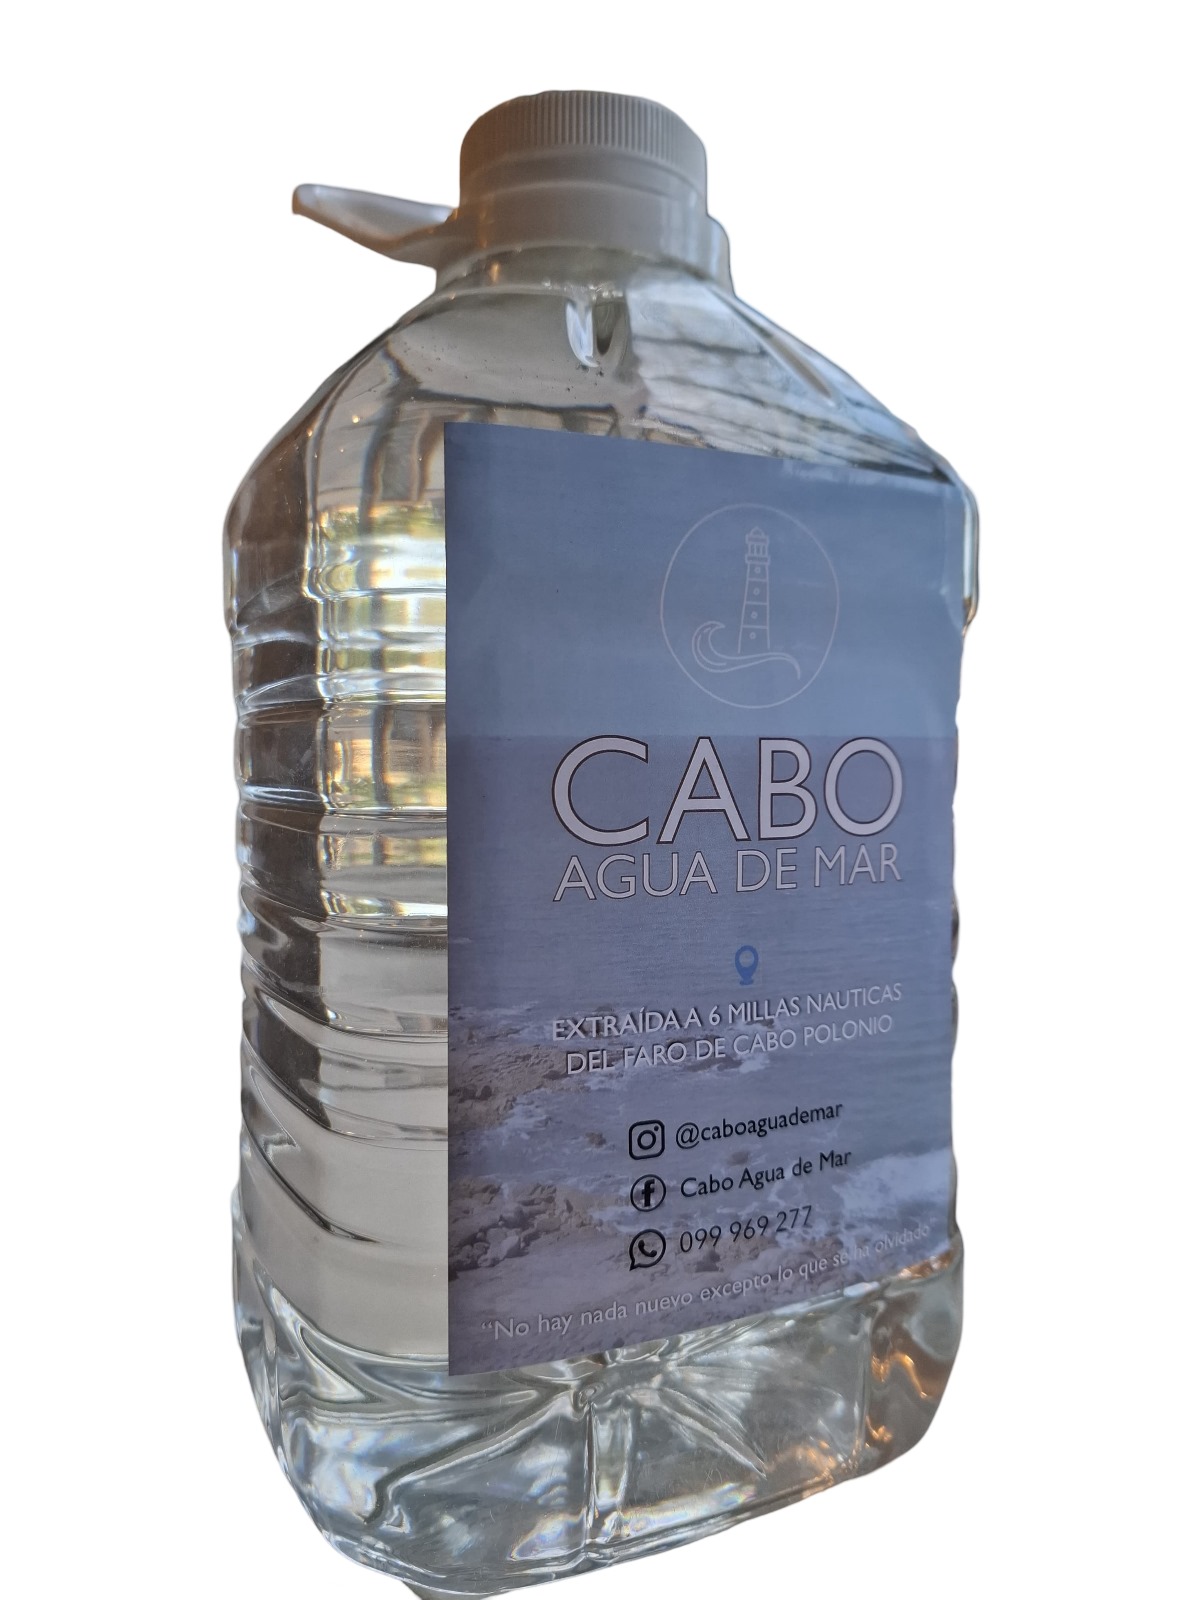 CABO
AGUA DE MAR
EXTRAÍDA A 6 MILLAS NAUTICAS
DEL FARO DE CABO POLONIO
@caboaguademar
Cabo Agua de Mar
099 969 277
"No hay nada nuevo excepto lo que se ha olvidado"